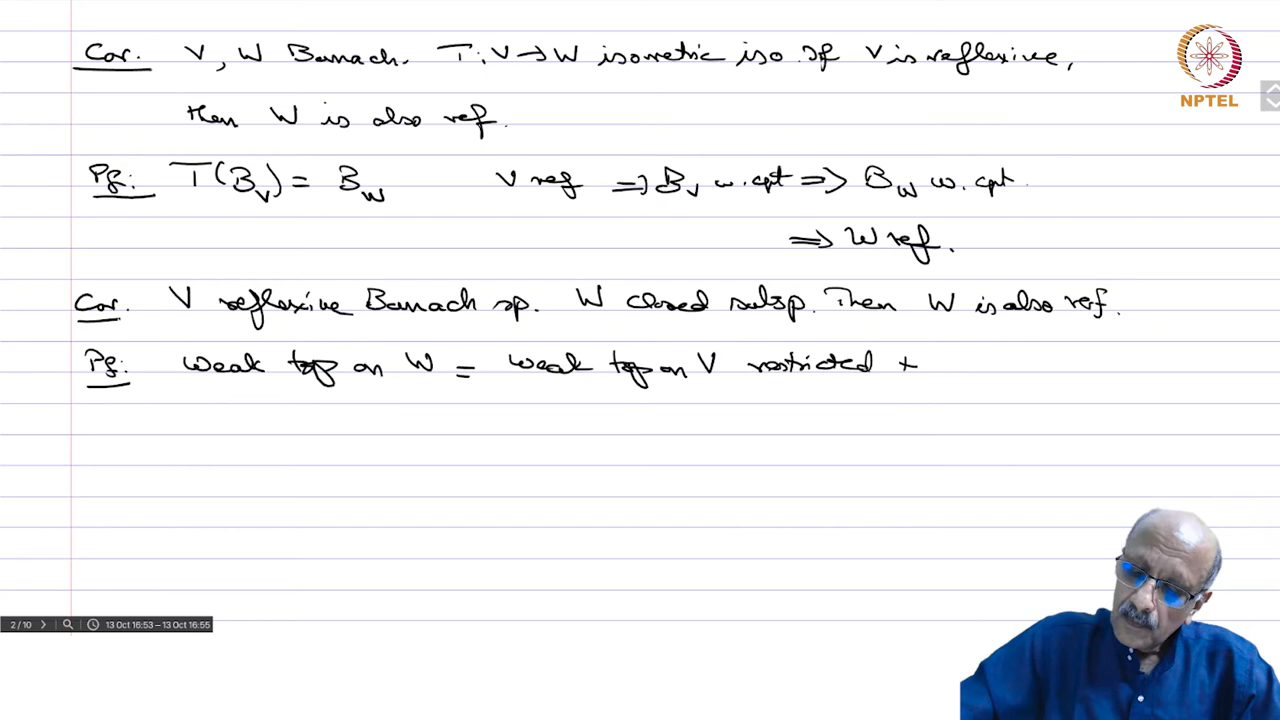 Cor. V, W Banach. T: V → W isometric iso. If V is reflexive,
then W is also ref.
Pf: T(B_V) = B_W V ref ⇒ B_V w. cpt ⇒ B_W w. cpt.
⇒ W ref.
Cor. V reflexive Banach sp. W closed subsp. Then W is also ref.
Pf: weak top on W = weak top on V restricted t
NPTEL
2 / 10 13 Oct 16:53 – 13 Oct 16:55